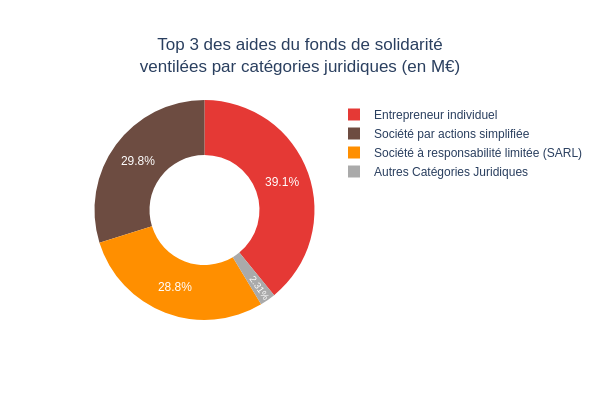 Top 3 des aides du fonds de solidarité
ventilées par catégories juridiques (en M€)
Entrepreneur individuel
Société par actions simplifiée
Société à responsabilité limitée (SARL)
Autres Catégories Juridiques
29.8%
39.1%
28.8%
2.31%